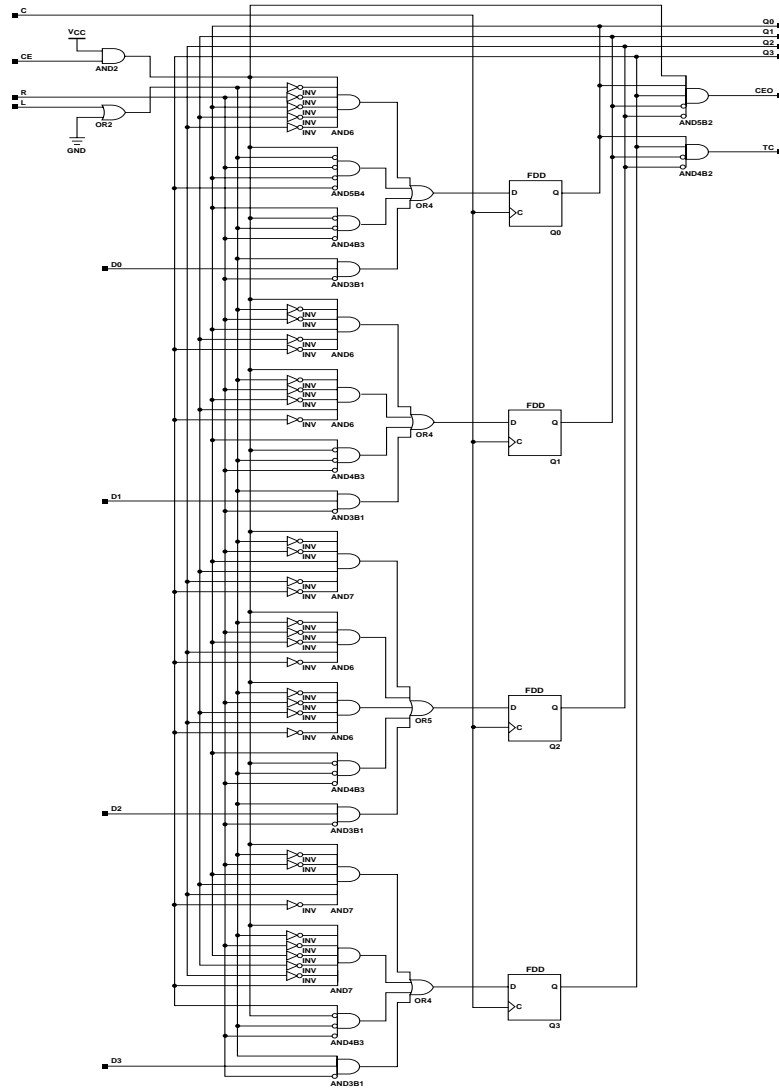 C
Q0
Q1
VCC
Q2
Q3
CE
AND2
CEO
R
INV
L
INV
INV
OR2
INV
INV
AND6
AND5B2
GND
TC
AND4B2
FDD
D
Q
AND5B4
OR4
C
Q0
AND4B3
D0
AND3B1
INV
INV
INV
INV
AND6
INV
INV
INV
FDD
D
Q
INV
AND6
OR4
C
Q1
AND4B3
D1
AND3B1
INV
INV
INV
INV
AND7
INV
INV
INV
INV
AND6
INV
INV
INV
FDD
D
Q
INV
AND6
OR5
C
Q2
AND4B3
D2
AND3B1
INV
INV
INV
AND7
INV
INV
INV
INV
INV
AND7
FDD
D
Q
OR4
C
Q3
AND4B3
D3
AND3B1